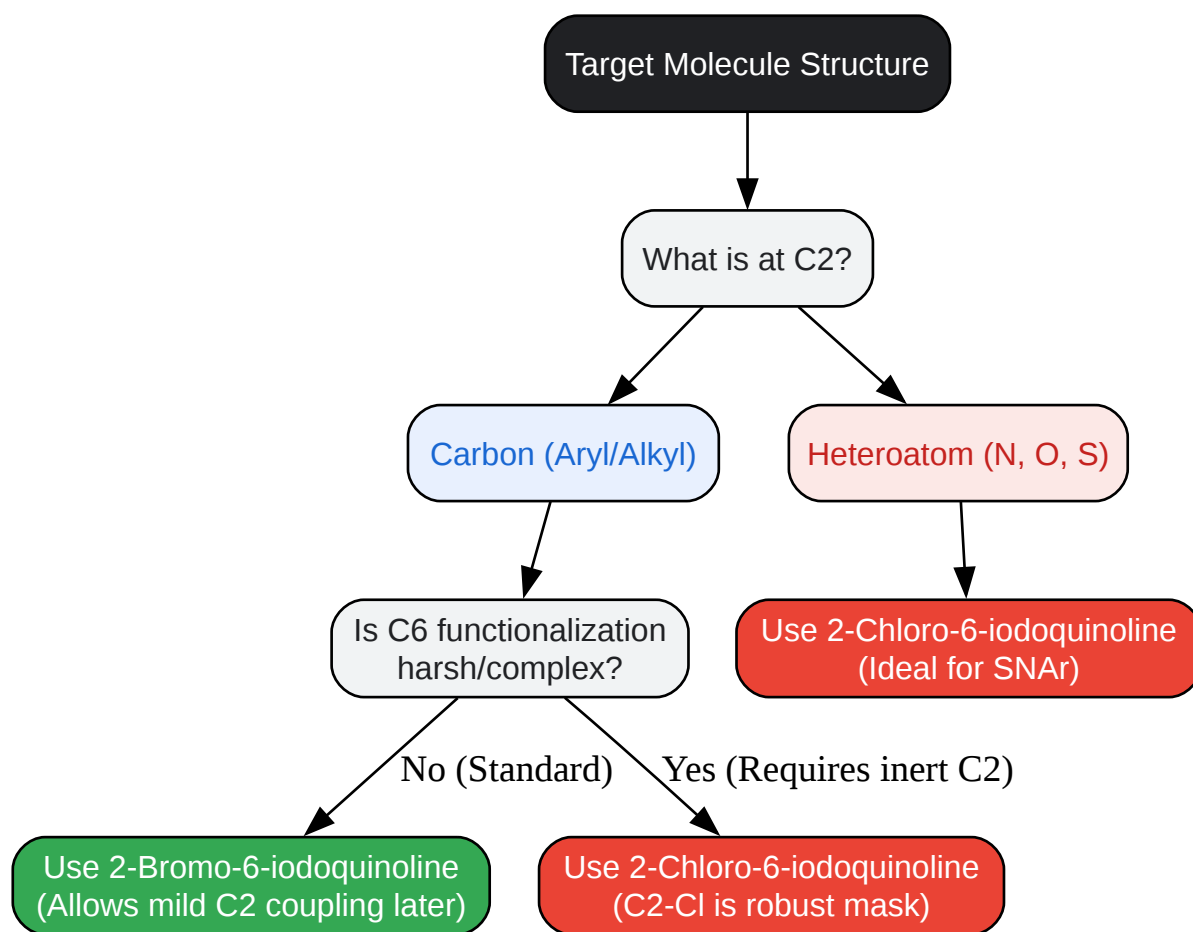 Target Molecule Structure
What is at C2?
Carbon (Aryl/Alkyl)
Heteroatom (N, O, S)
Is C6 functionalization
harsh/complex?
Use 2-Chloro-6-iodoquinoline
(Ideal for SNAr)
No (Standard)
Yes (Requires inert C2)
Use 2-Bromo-6-iodoquinoline
(Allows mild C2 coupling later)
Use 2-Chloro-6-iodoquinoline
(C2-Cl is robust mask)